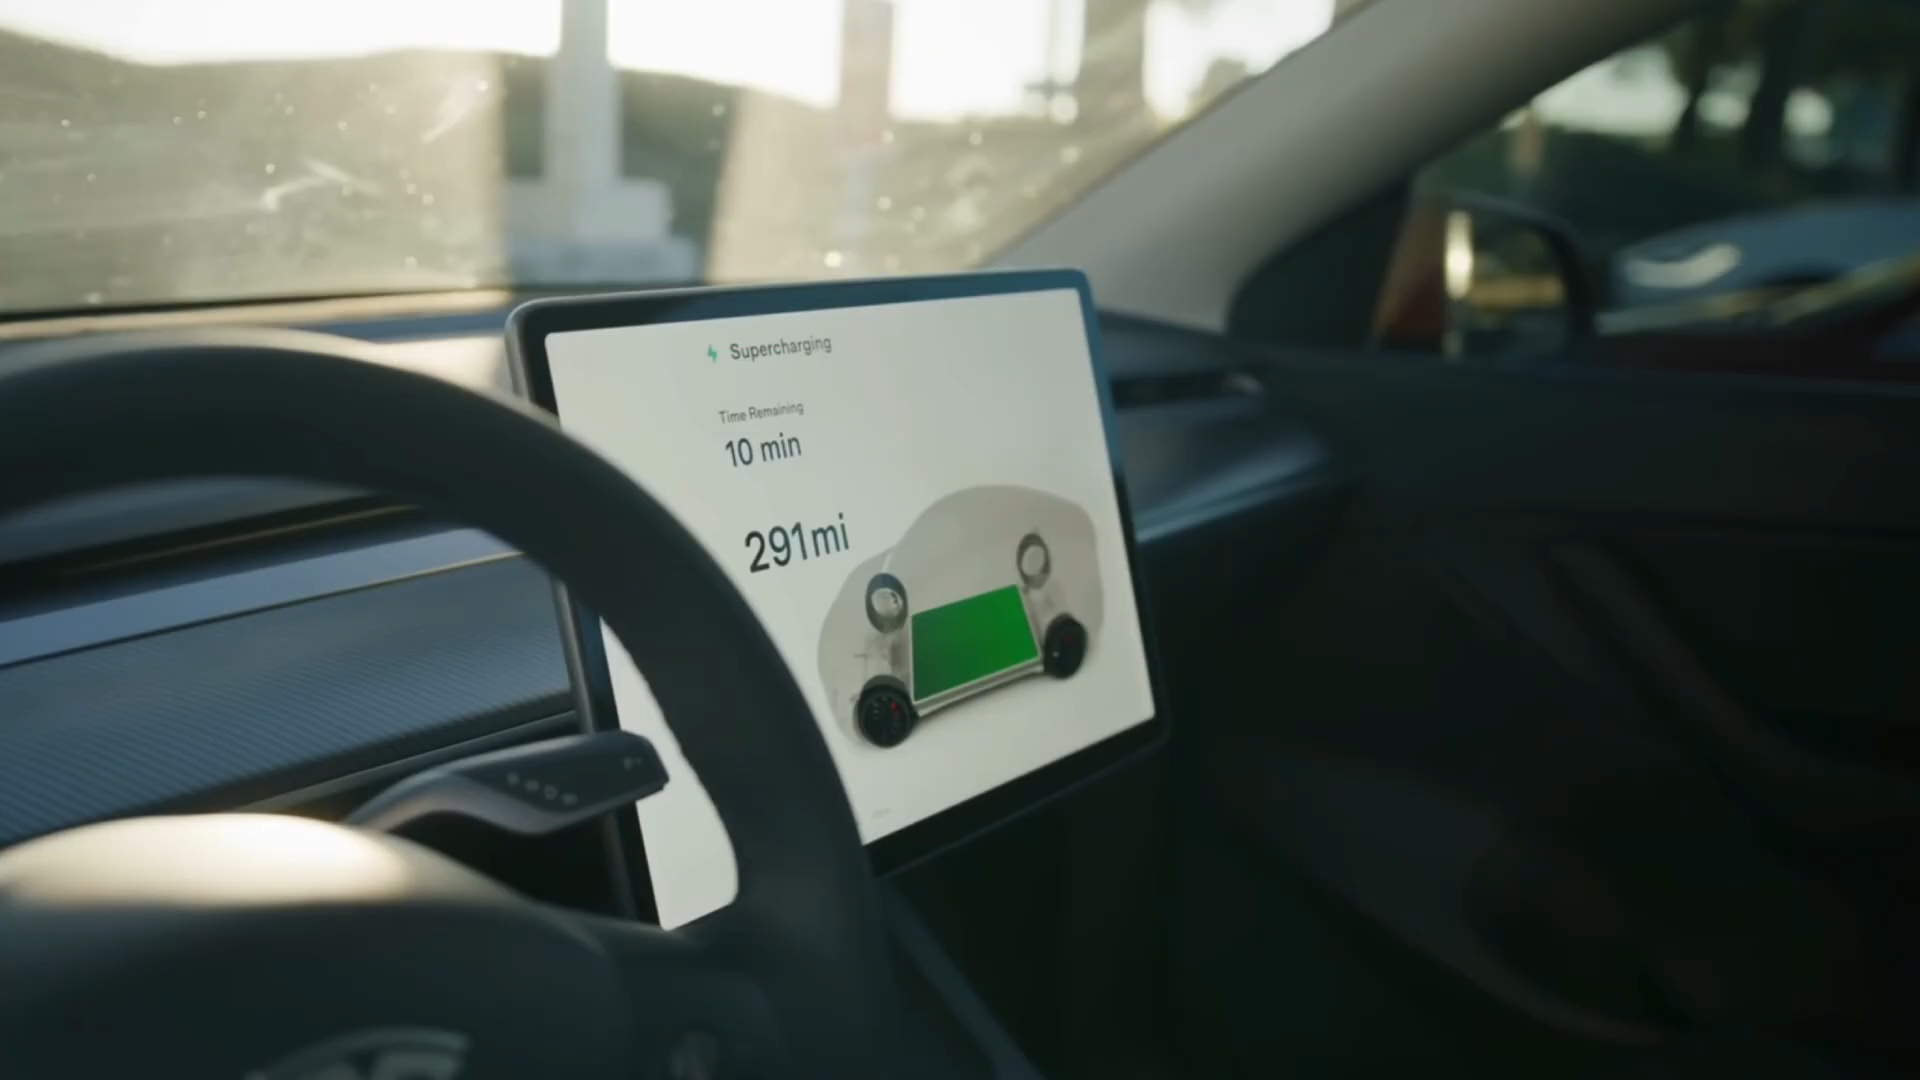 Supercharging
Time Remaining
10 min
291mi